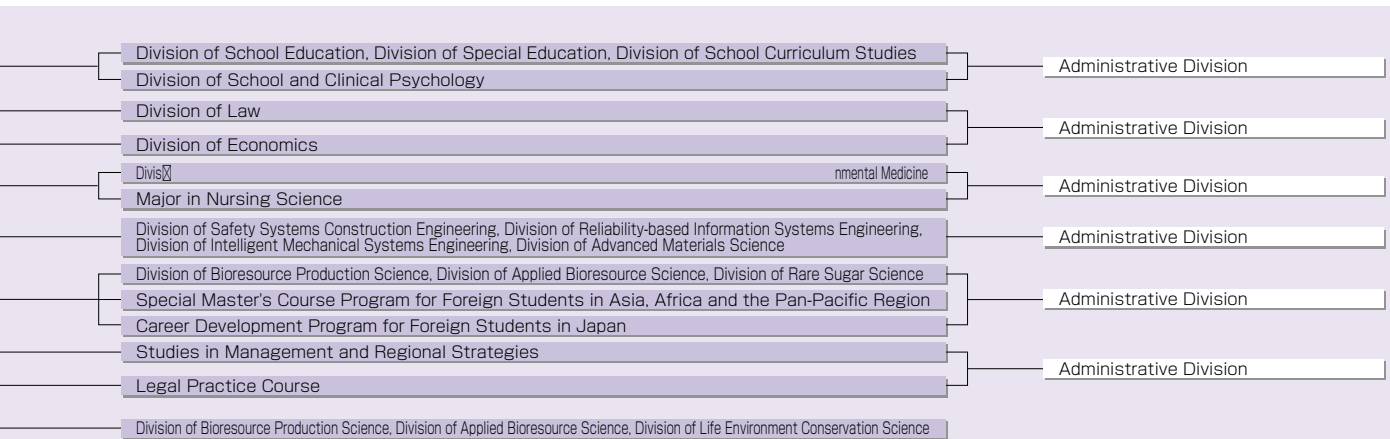 Division of School Education, Division of Special Education, Division of School Curriculum Studies
Division of School and Clinical Psychology
Administrative Division
Division of Law
Division of Economics
Administrative Division
Divis nmental Medicine
Major in Nursing Science
Administrative Division
Division of Safety Systems Construction Engineering, Division of Reliability-based Information Systems Engineering,
Division of Intelligent Mechanical Systems Engineering, Division of Advanced Materials Science
Administrative Division
Division of Bioresource Production Science, Division of Applied Bioresource Science, Division of Rare Sugar Science
Special Master's Course Program for Foreign Students in Asia, Africa and the Pan-Pacific Region
Career Development Program for Foreign Students in Japan
Administrative Division
Studies in Management and Regional Strategies
Legal Practice Course
Administrative Division
Division of Bioresource Production Science, Division of Applied Bioresource Science, Division of Life Environment Conservation Science